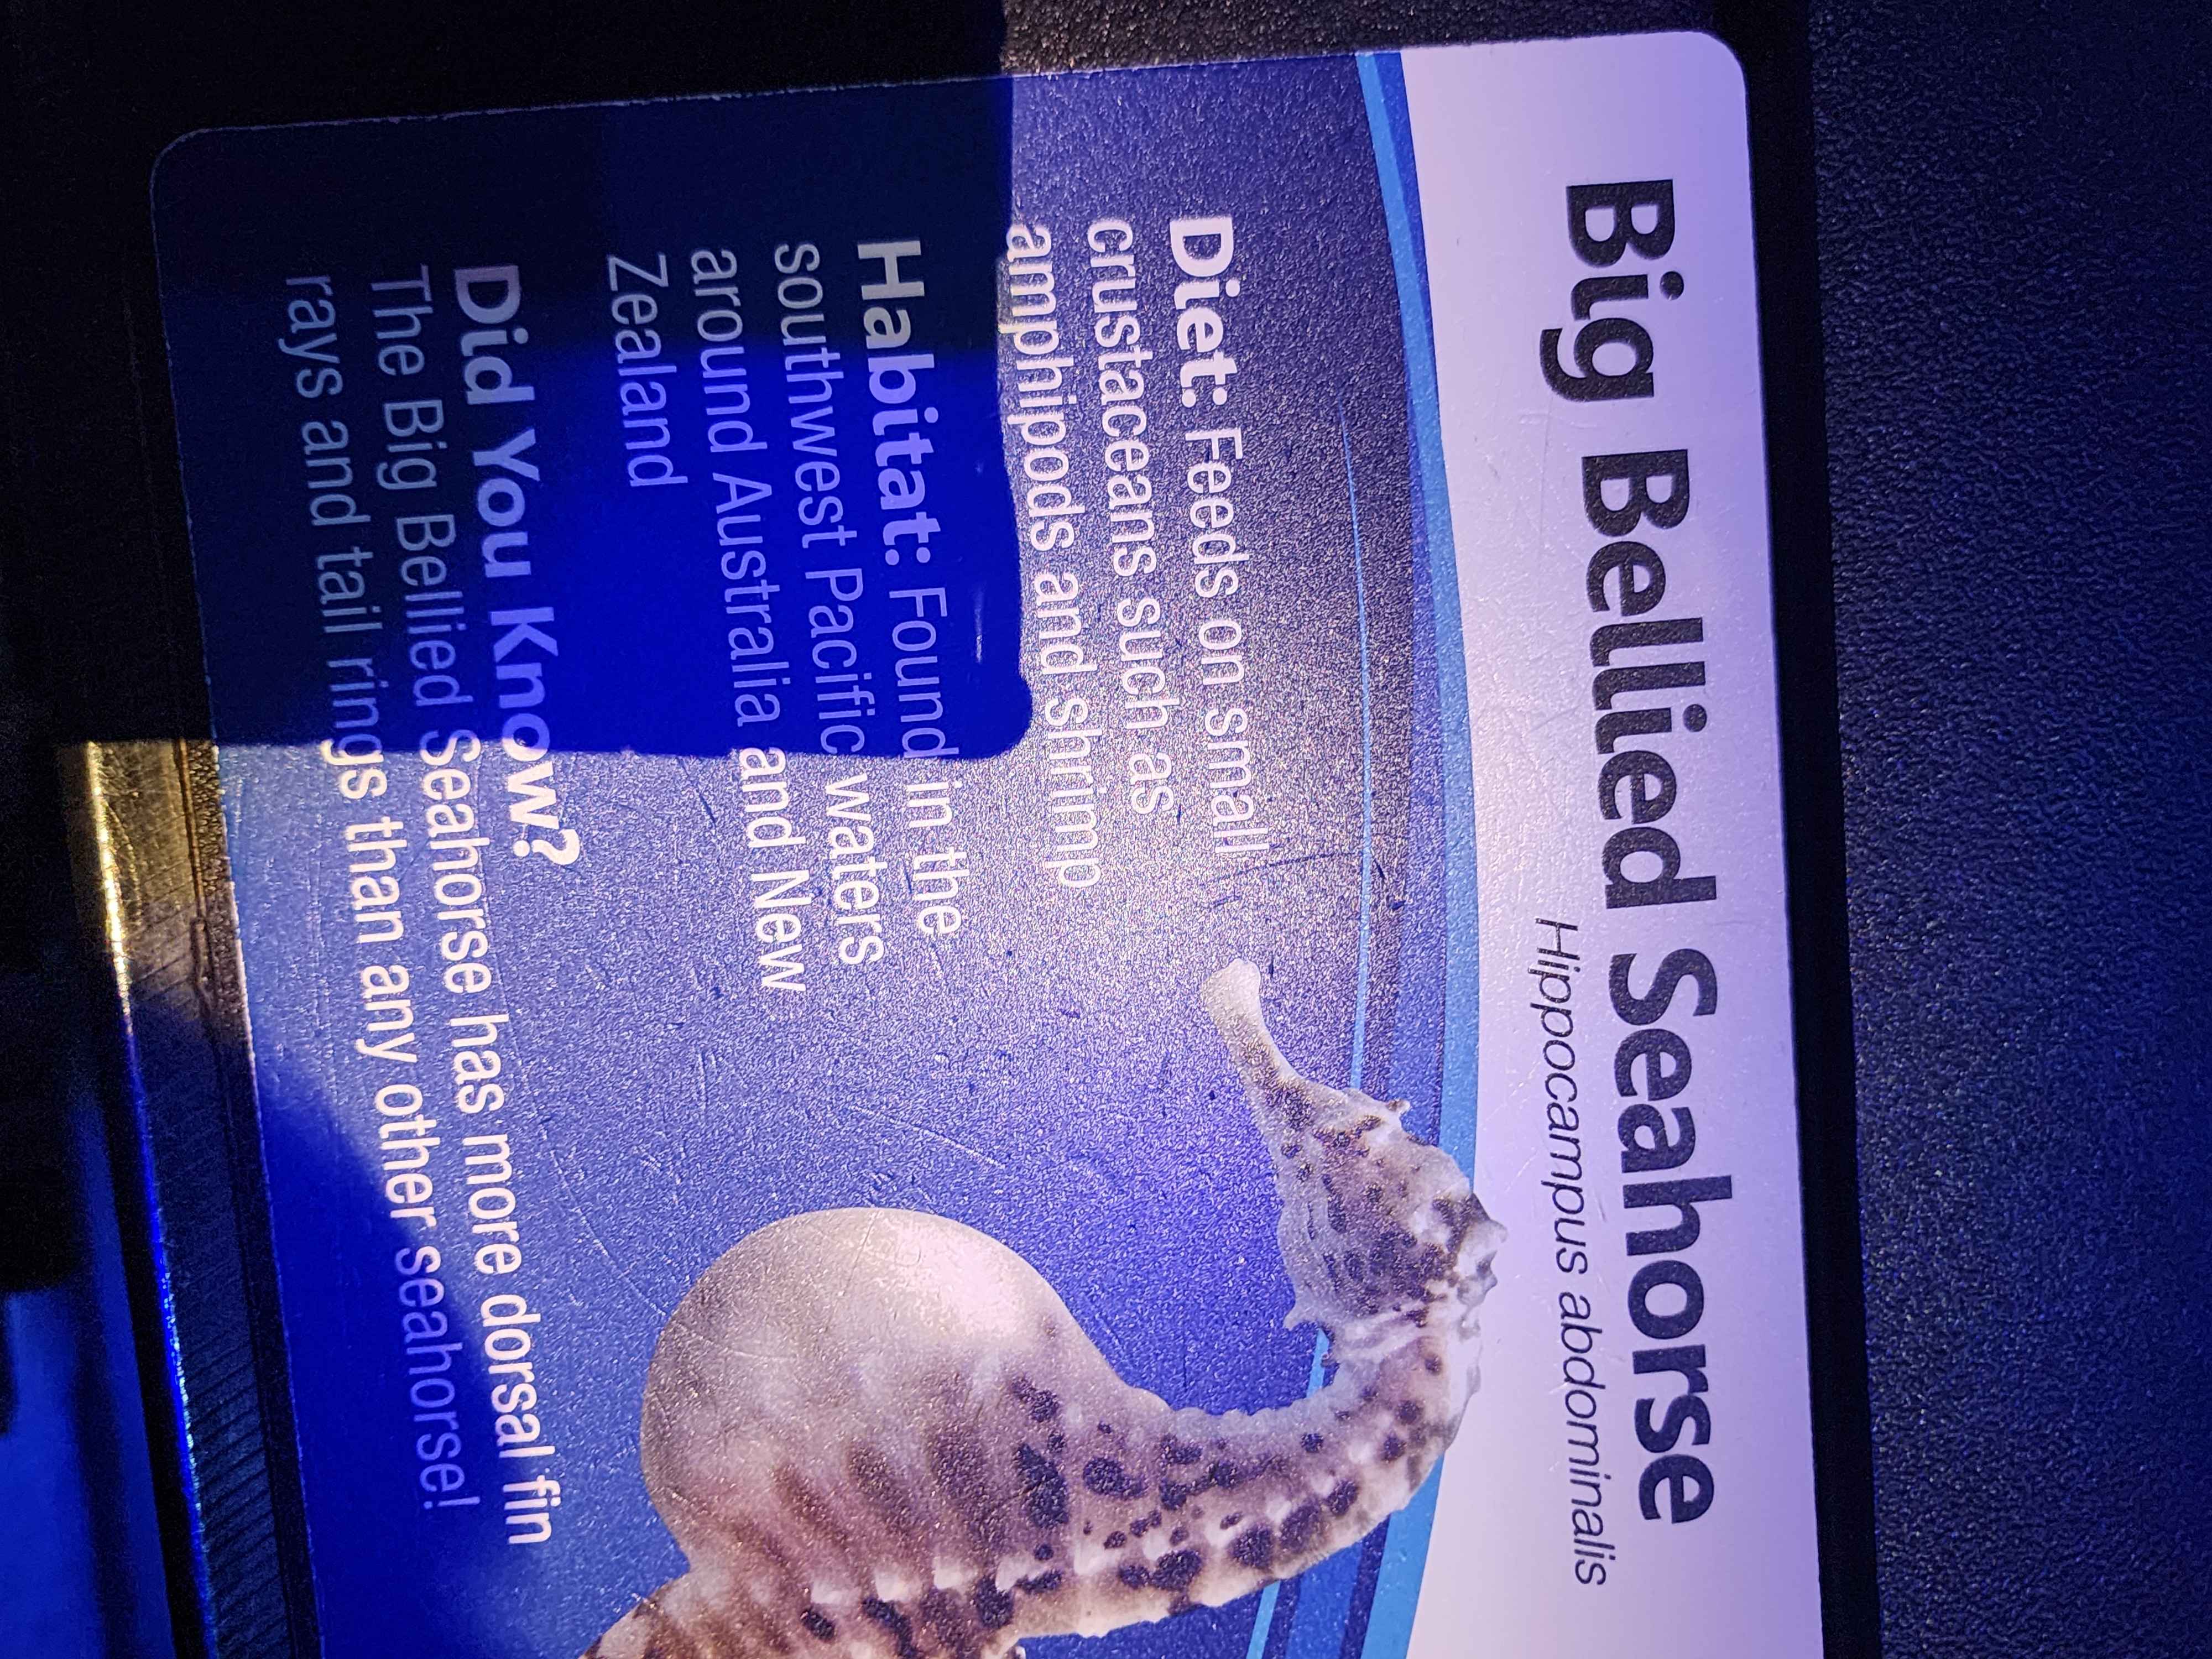 Big Bellied Seahorse
Hippocampus abdominalis
Diet: Feeds on small
crustaceans such as
amphipods and shrimp
Habitat: Found in the
southwest Pacific waters
around Australia and New
Zealand
Did You Know?
The Big Bellied Seahorse has more dorsal fin
rays and tail rings than any other seahorse!